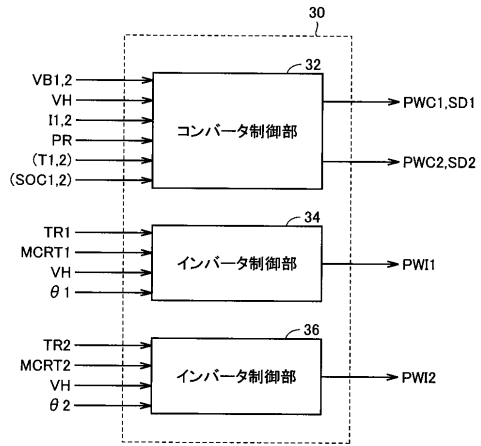 30
32
VB1,2
VH
I1,2
PR
(T1,2)
(SOC1,2)
コンバータ制御部
PWC1,SD1
PWC2,SD2
34
TR1
MCRT1
VH
θ1
インバータ制御部
PWI1
36
TR2
MCRT2
VH
θ2
インバータ制御部
PWI2